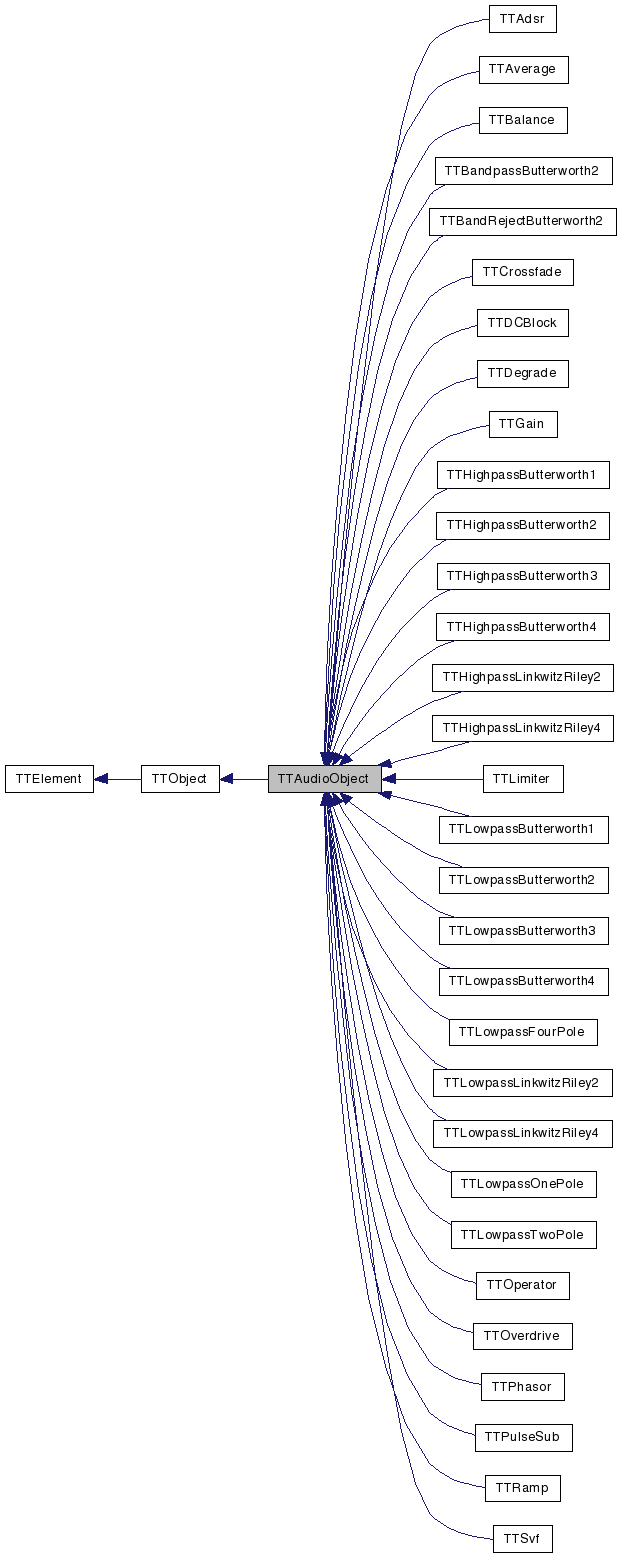 TTAdsr
TTAverage
TTBalance
TTBandpassButterworth2
TTBandRejectButterworth2
TTCrossfade
TTDCBlock
TTDegrade
TTGain
TTHighpassButterworth1
TTHighpassButterworth2
TTHighpassButterworth3
TTHighpassButterworth4
TTHighpassLinkwitzRiley2
TTHighpassLinkwitzRiley4
TTElement
TTObject
TTAudioObject
TTLimiter
TTLowpassButterworth1
TTLowpassButterworth2
TTLowpassButterworth3
TTLowpassButterworth4
TTLowpassFourPole
TTLowpassLinkwitzRiley2
TTLowpassLinkwitzRiley4
TTLowpassOnePole
TTLowpassTwoPole
TTOperator
TTOverdrive
TTPhasor
TTPulseSub
TTRamp
TTSvf